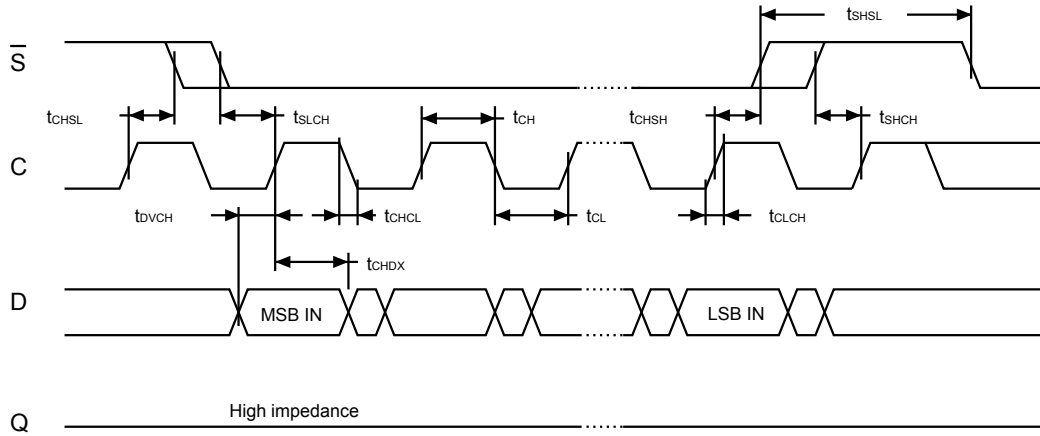 tSHSL
S
tCHSL
tSLCH
tCH
tCHSH
tSHCH
C
tDVCH
tCHCL
tCL
tCLCH
tCHDX
D
MSB IN
LSB IN
High impedance
Q